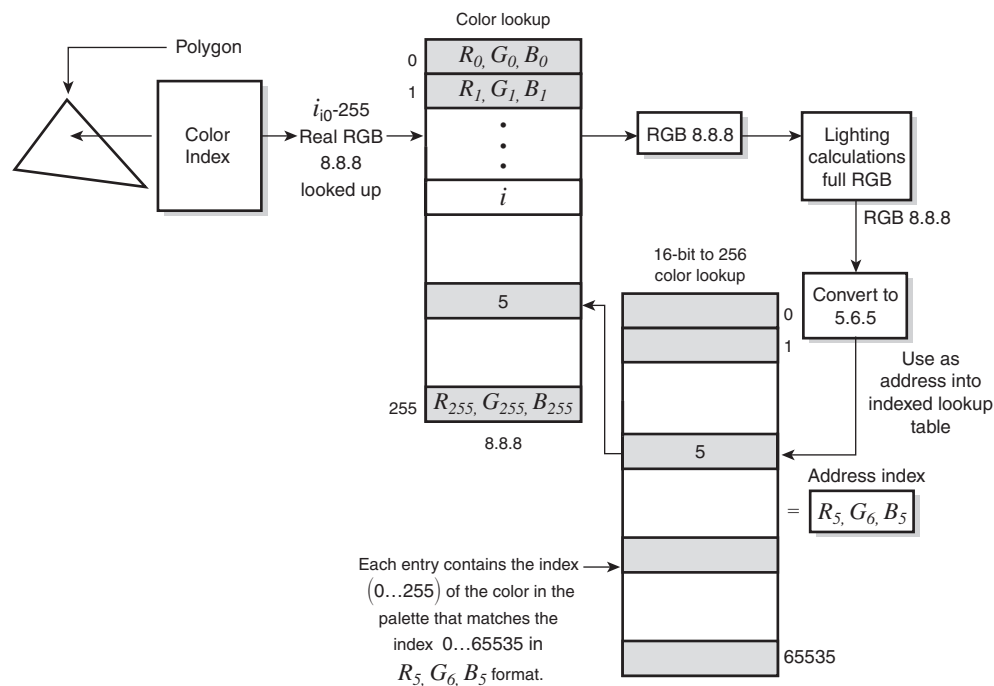 Color lookup
Polygon
0
R0, G0, B0
1
R1, G1, B1
Color
Index
ii0-255
Real RGB
8.8.8
looked up
i
5
255
R255, G255, B255
8.8.8
RGB 8.8.8
Lighting
calculations
full RGB
RGB 8.8.8
Convert to
5.6.5
Use as
address into
indexed lookup
table
16-bit to 256
color lookup
0
1
5
65535
Address index
= R5, G6, B5
Each entry contains the index
(0...255) of the color in the
palette that matches the
index 0...65535 in
R5, G6, B5 format.